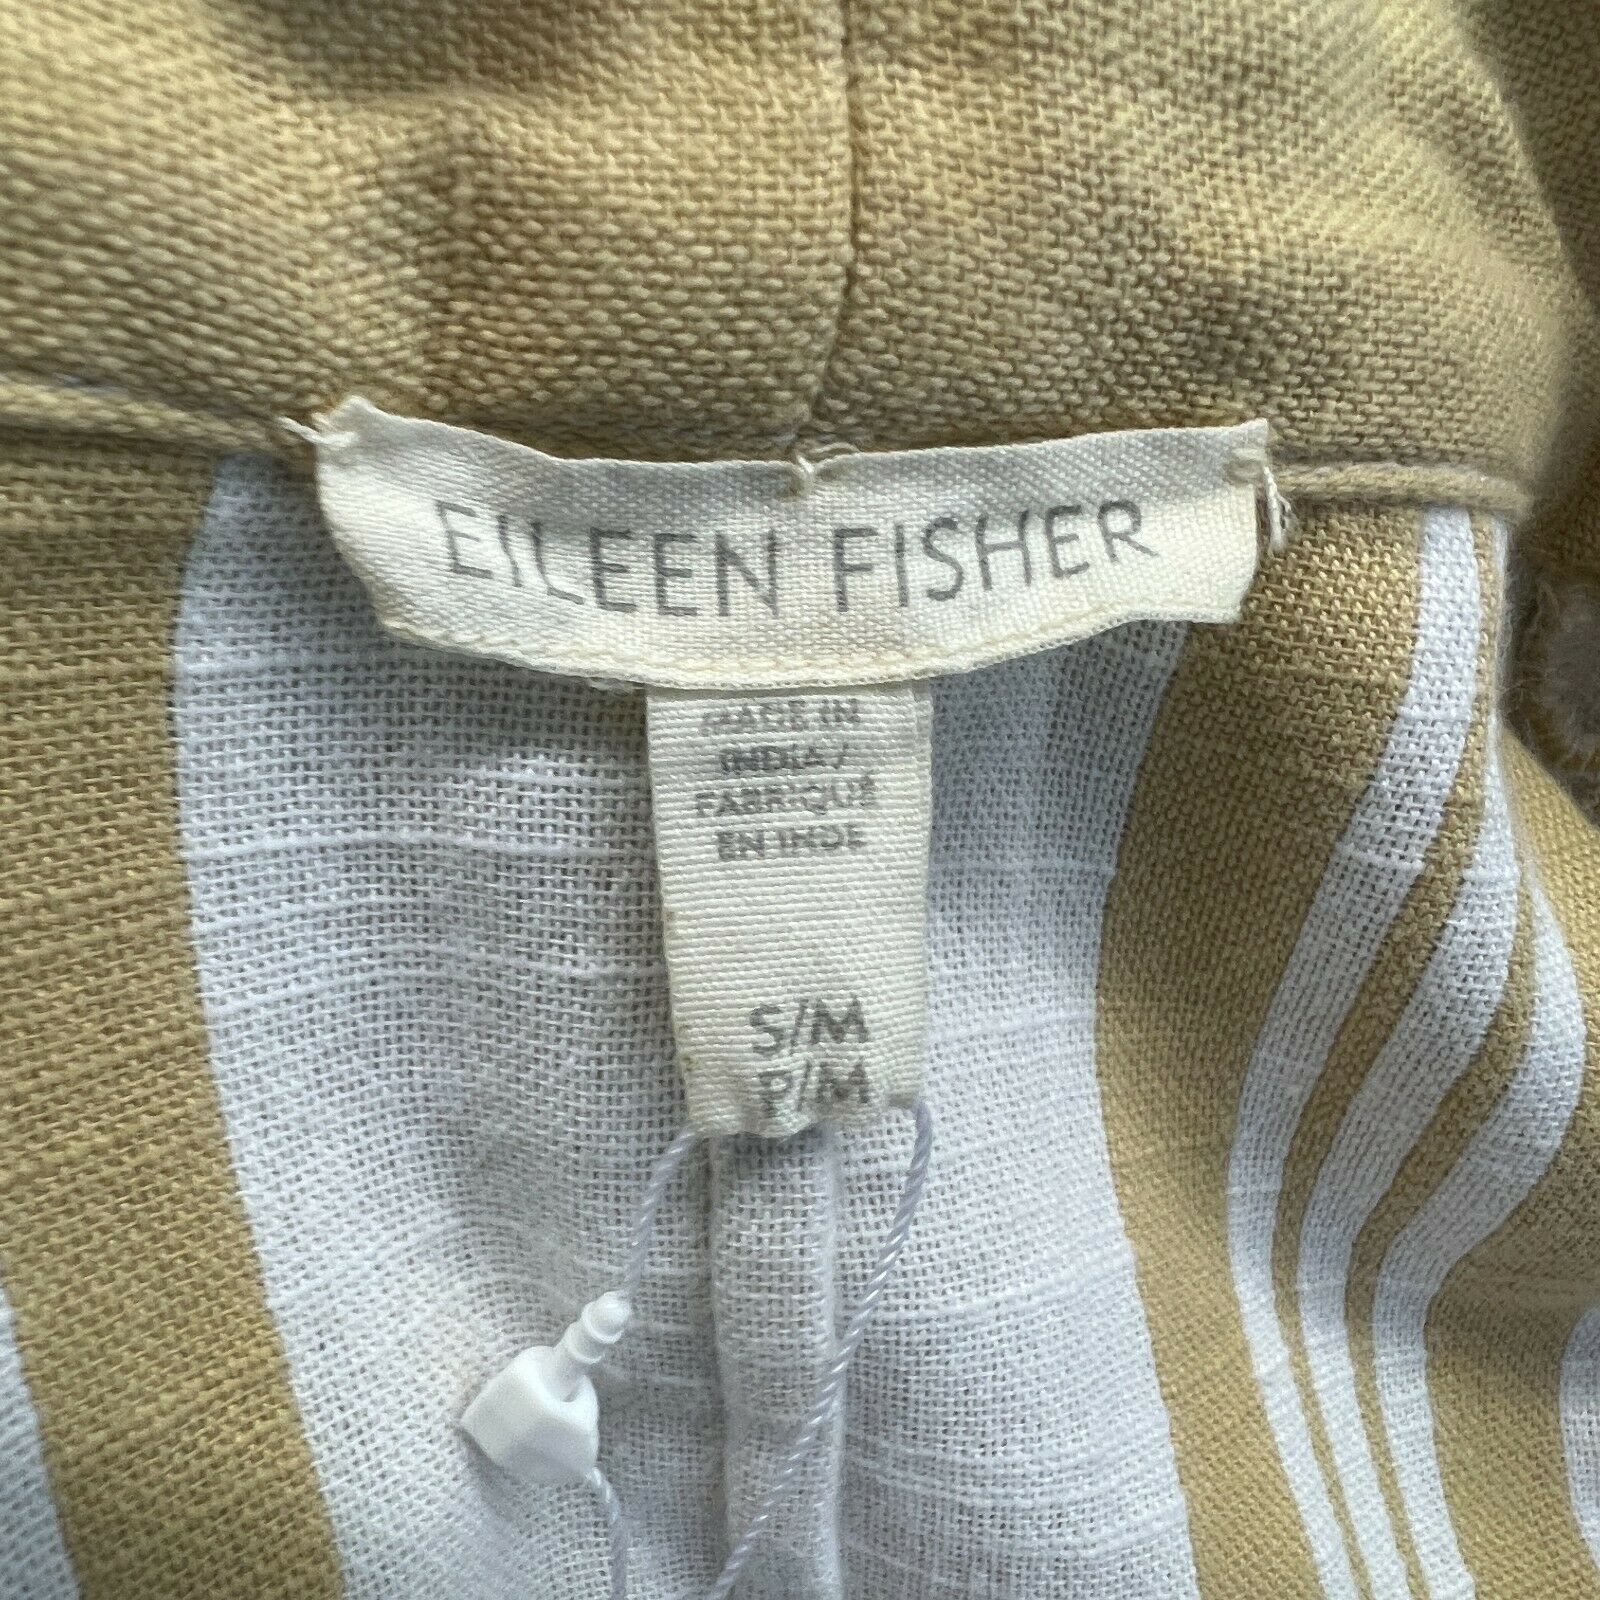 EILEEN FISHER
MADE IN
INDIA/
FABRIQUÉ
EN INDE
S/M
P/M